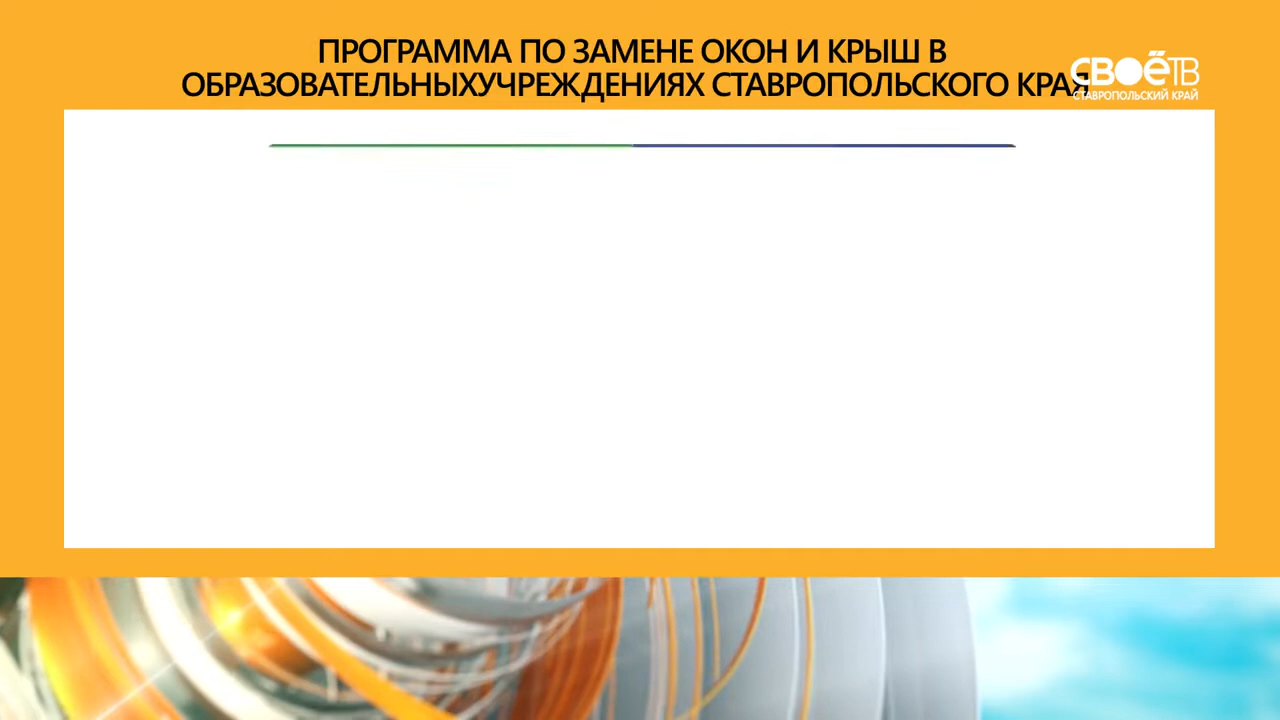 ПРОГРАММА ПО ЗАМЕНЕ ОКОН И КРЫШ В
ОБРАЗОВАТЕЛЬНЫХУЧРЕЖДЕНИЯХ СТАВРОПОЛЬСКОГО КРАЯ
СВОЁТВ
СТАВРОПОЛЬСКИЙ КРАЙ